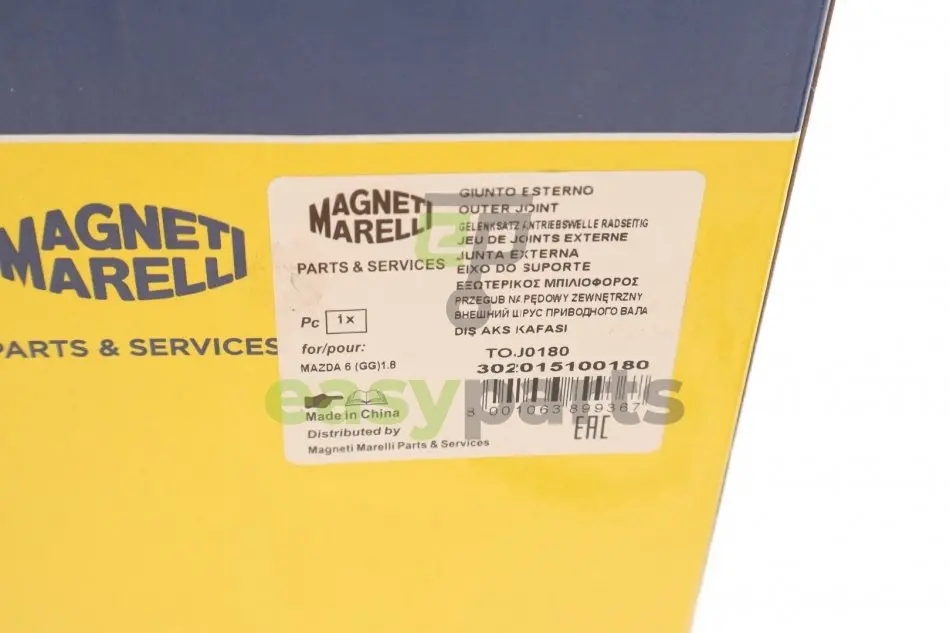 MAGNETI
MARELLI
PARTS & SERVICES
MAGNETI
MARELLI
PARTS & SERVICES
Pc 1x
for/pour:
MAZDA 6 (GG)1.8
Made in China
Distributed by
Magneti Marelli Parts & Services
GIUNTO ESTERNO
OUTER JOINT
GELENKSATZ ANTRIEBSWELLE RADSEITIG
JEU DE JOINTS EXTERNE
JUNTA EXTERNA
EIXO DO SUPORTE
ΕΞΩΤΕΡΙΚΟΣ ΜΠΙΛΙΟΦΟΡΟΣ
PRZEGUB NAPĘDOWY ZEWNĘTRZNY
ВНЕШНИЙ ШРУС ПРИВОДНОГО ВАЛА
DIŞ AKS KAFASI
TOJ0180
302015100180
8 001063 899367
EAC
easyparts